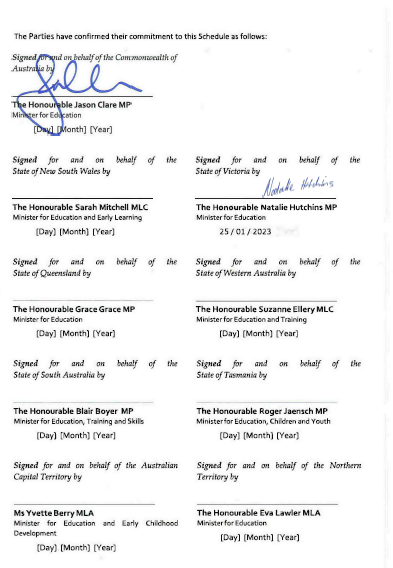 The Parties have confirmed their commitment to this Schedule as follows:
Signed for and on behalf of the Commonwealth of
Australia by
The Honourable Jason Clare MP
Minister for Education
[Day] [Month] [Year]
Signed for and on behalf of the
State of New South Wales by
The Honourable Sarah Mitchell MLC
Minister for Education and Early Learning
[Day] [Month] [Year]
Signed for and on behalf of the
State of Victoria by
Natalie Hutchins
The Honourable Natalie Hutchins MP
Minister for Education
25 / 01 / 2023
Signed for and on behalf of the
State of Queensland by
The Honourable Grace Grace MP
Minister for Education
[Day] [Month] [Year]
Signed for and on behalf of the
State of Western Australia by
The Honourable Suzanne Ellery MLC
Minister for Education and Training
[Day] [Month] [Year]
Signed for and on behalf of the
State of South Australia by
The Honourable Blair Boyer MP
Minister for Education, Training and Skills
[Day] [Month] [Year]
Signed for and on behalf of the
State of Tasmania by
The Honourable Roger Jaensch MP
Minister for Education, Children and Youth
[Day] [Month] [Year]
Signed for and on behalf of the Australian
Capital Territory by
Ms Yvette Berry MLA
Minister for Education and Early Childhood
Development
[Day] [Month] [Year]
Signed for and on behalf of the Northern
Territory by
The Honourable Eva Lawler MLA
Minister for Education
[Day] [Month] [Year]